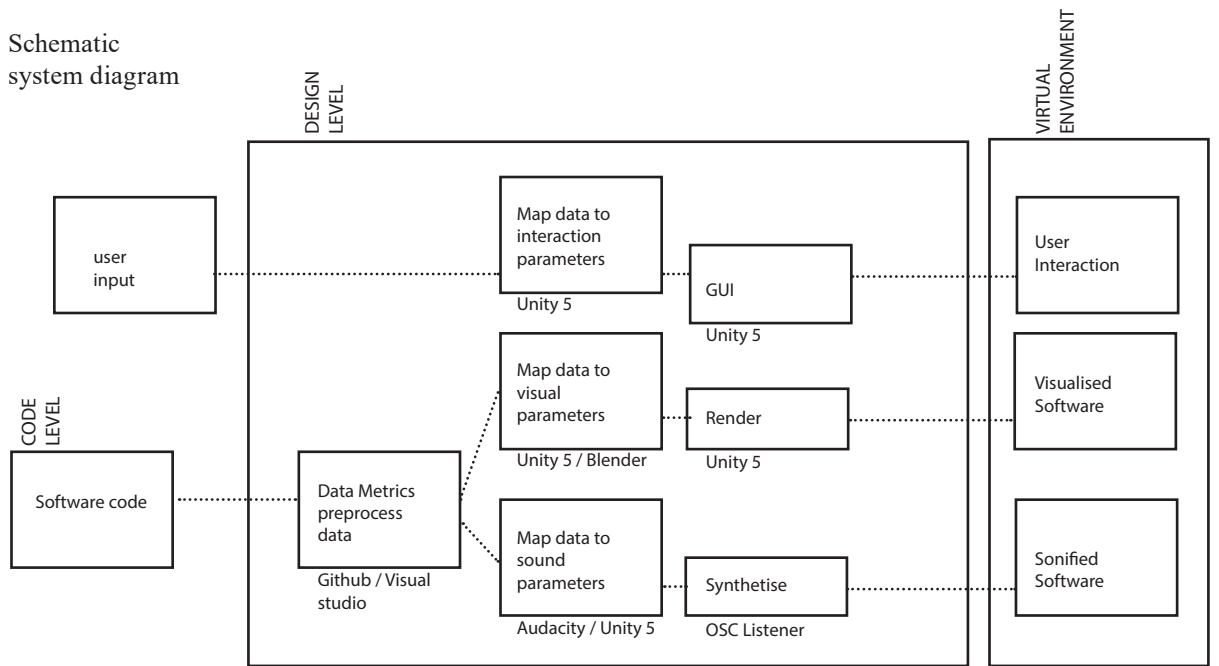 Schematic
system diagram
DESIGN
LEVEL
VIRTUAL
ENVIRONMENT
user
input
Map data to
interaction
parameters
Unity 5
GUI
Unity 5
User
Interaction
CODE
LEVEL
Software code
Data Metrics
preprocess
data
Github / Visual
studio
Map data to
visual
parameters
Unity 5 / Blender
Render
Unity 5
Visualised
Software
Map data to
sound
parameters
Audacity / Unity 5
Synthetise
OSC Listener
Sonified
Software